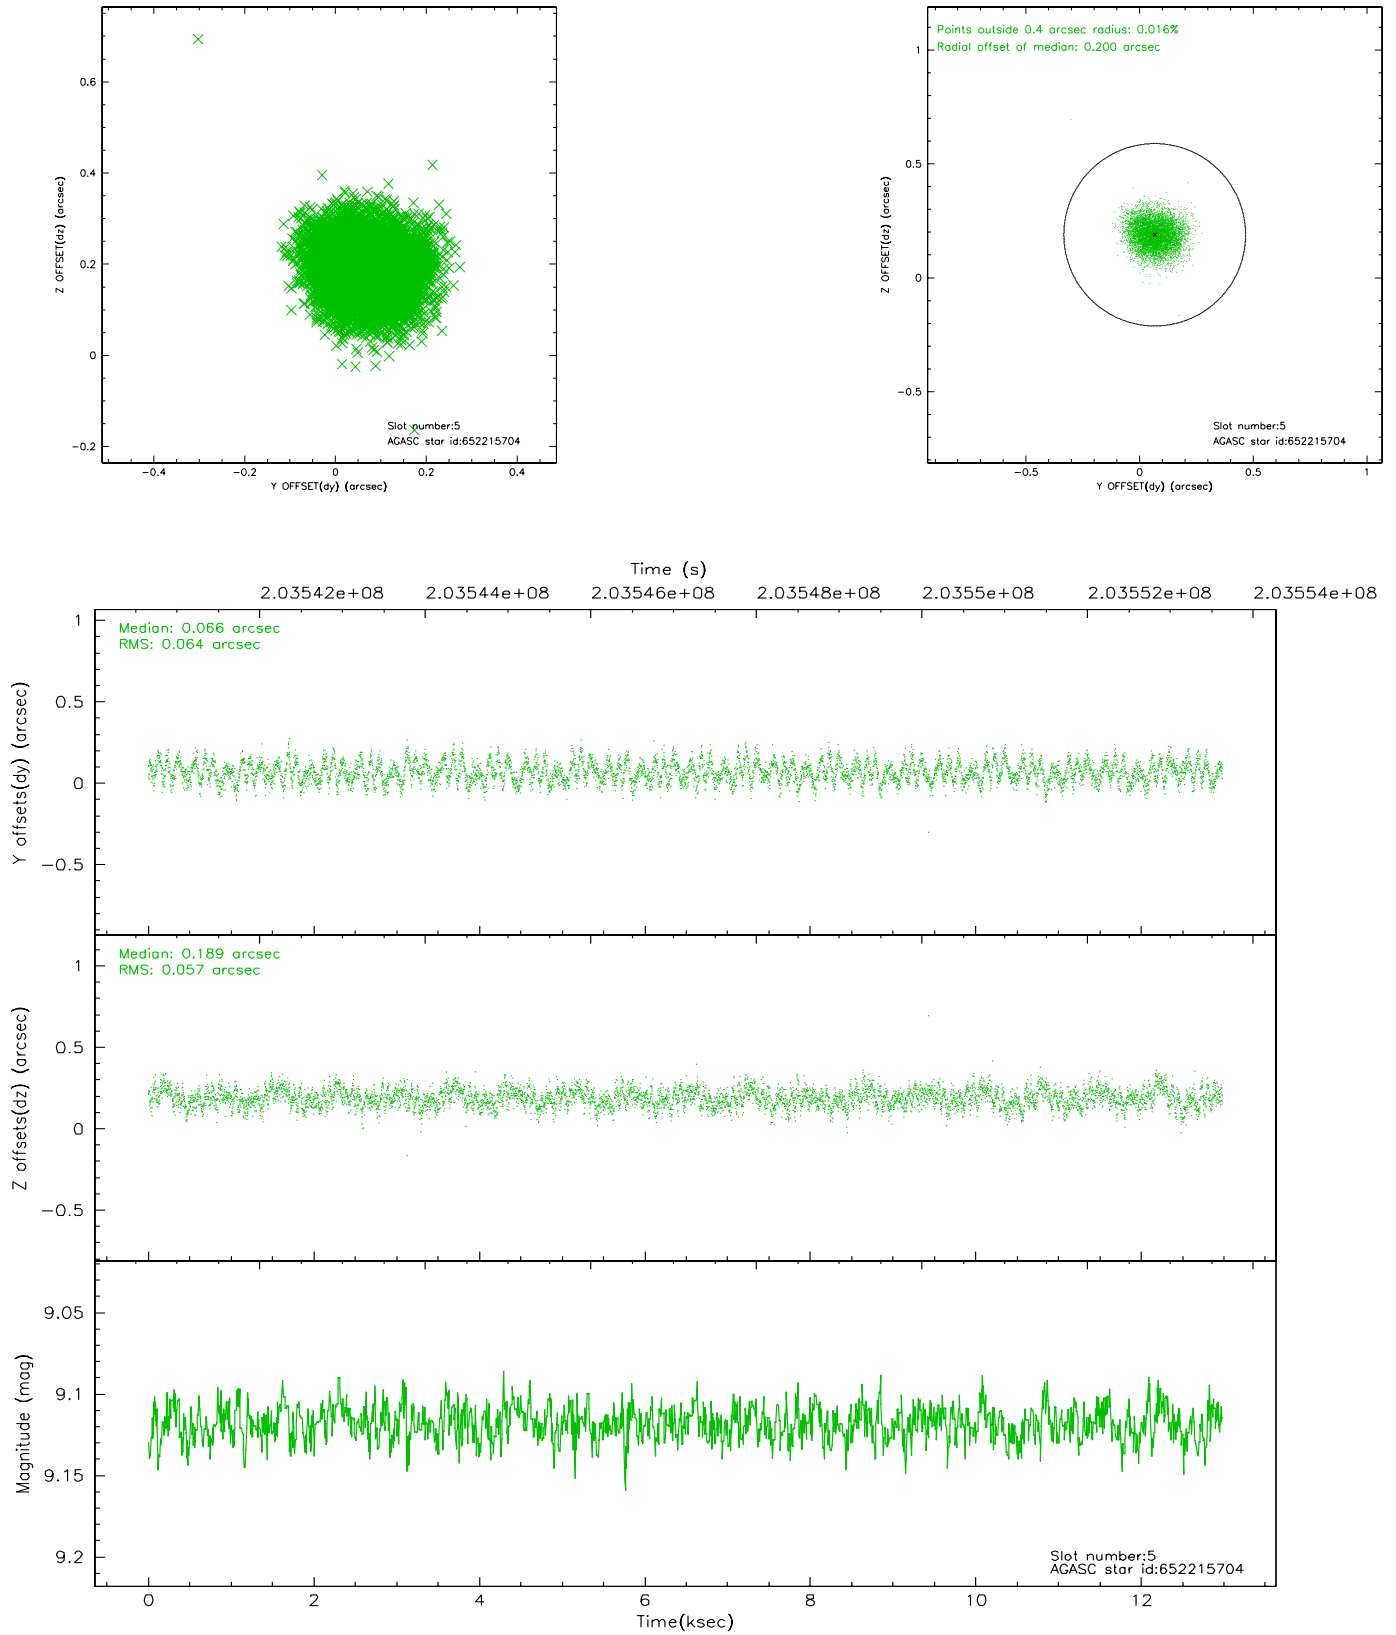 0.6
0.4
0.2
0
−0.2
Z OFFSET(dz) (arcsec)
−0.4
−0.2
0
0.2
0.4
Y OFFSET(dy) (arcsec)
Slot number:5
AGASC star id:652215704
Points outside 0.4 arcsec radius: 0.016%
Radial offset of median: 0.200 arcsec
1
0.5
0
−0.5
Z OFFSET(dz) (arcsec)
−0.5
0
0.5
1
Y OFFSET(dy) (arcsec)
Slot number:5
AGASC star id:652215704
Time (s)
2.03542e+08 2.03544e+08 2.03546e+08 2.03548e+08 2.0355e+08 2.03552e+08 2.03554e+08
Median: 0.066 arcsec
RMS: 0.064 arcsec
1
0.5
0
−0.5
Y offsets(dy) (arcsec)
Median: 0.189 arcsec
RMS: 0.057 arcsec
1
0.5
0
−0.5
Z offsets(dz) (arcsec)
9.05
9.1
9.15
9.2
Magnitude (mag)
Slot number:5
AGASC star id:652215704
0 2 4 6 8 10 12
Time(ksec)